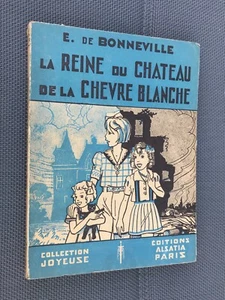 E. DE BONNEVILLE
LA REINE DU CHATEAU
DE LA CHEVRE BLANCHE
COLLECTION
JOYEUSE
EDITIONS
ALSATIA
PARIS